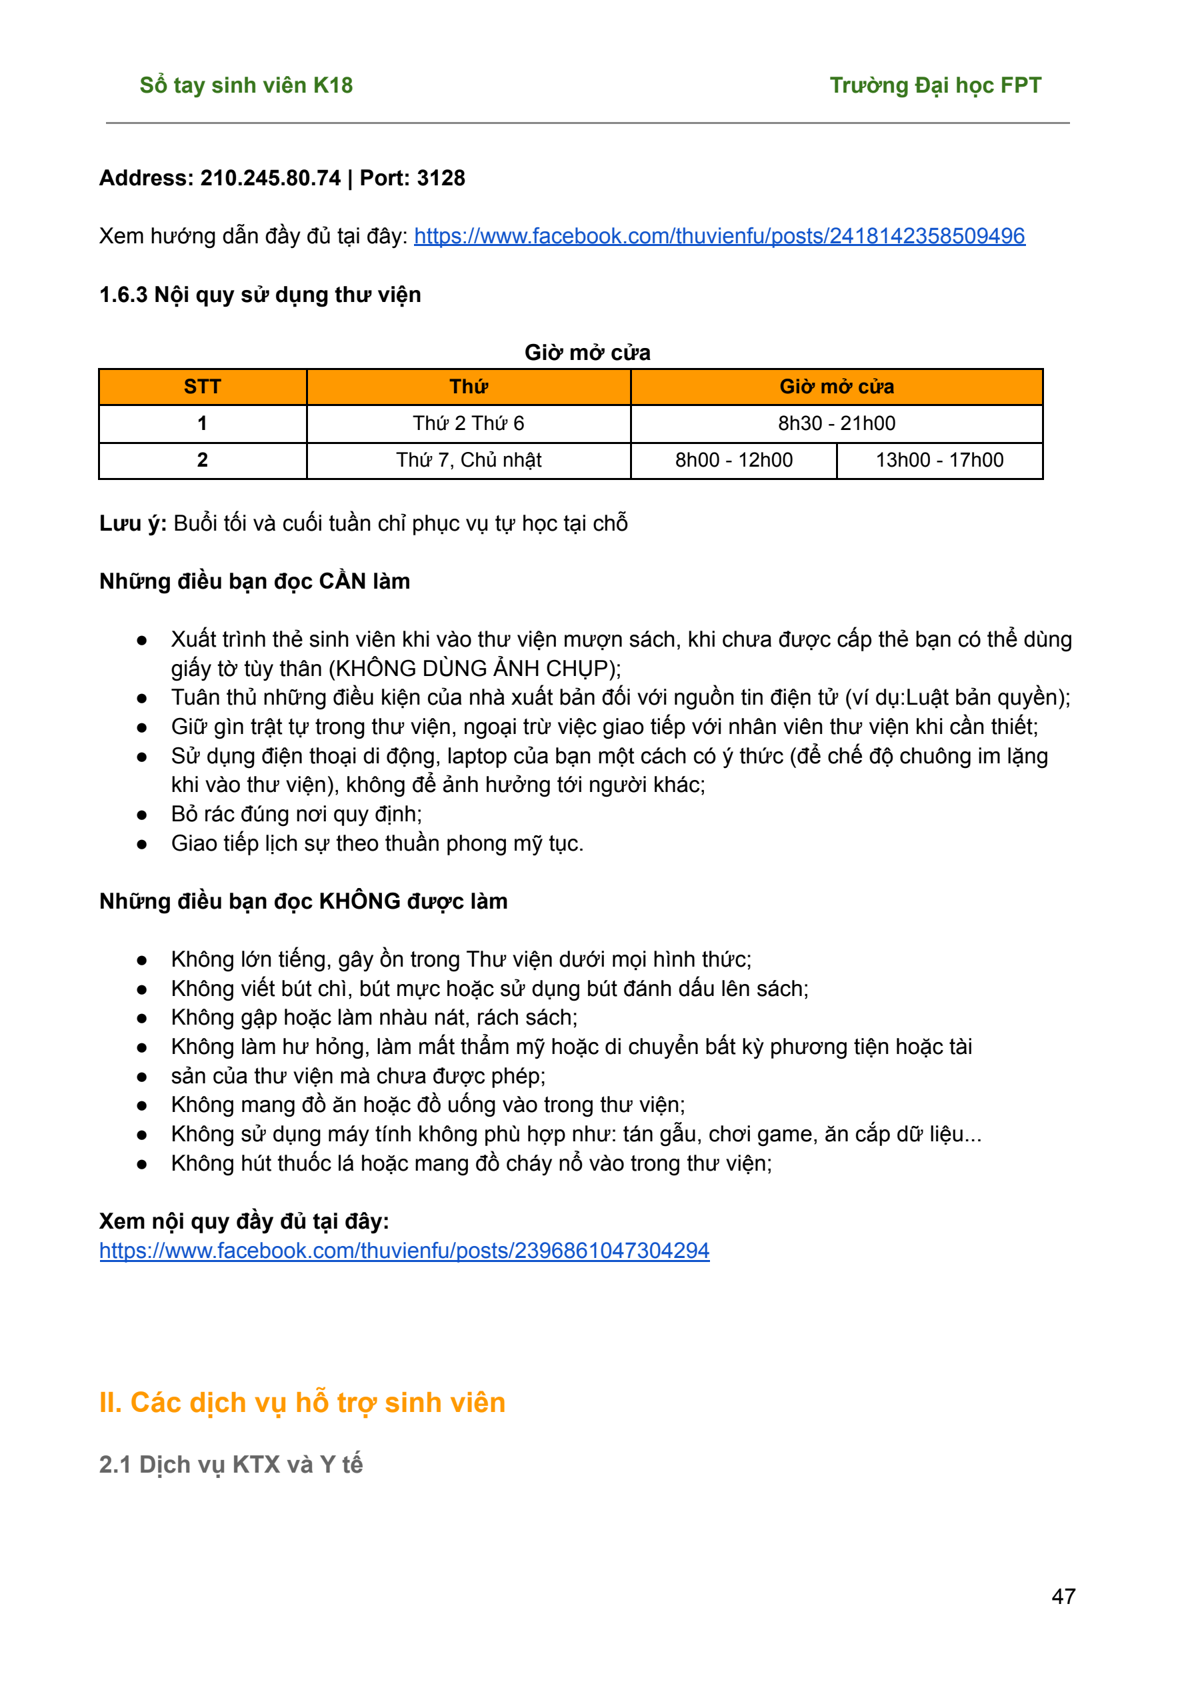 Sổ tay sinh viên K18 Trường Đại học FPT
Address: 210.245.80.74 | Port: 3128
Xem hướng dẫn đầy đủ tại đây: https://www.facebook.com/thuvienfu/posts/2418142358509496
1.6.3 Nội quy sử dụng thư viện
Giờ mở cửa
STT Thứ Giờ mở cửa
1 Thứ 2 Thứ 6 8h30 - 21h00
2 Thứ 7, Chủ nhật 8h00 - 12h00 13h00 - 17h00
Lưu ý: Buổi tối và cuối tuần chỉ phục vụ tự học tại chỗ
Những điều bạn đọc CẦN làm
● Xuất trình thẻ sinh viên khi vào thư viện mượn sách, khi chưa được cấp thẻ bạn có thể dùng
giấy tờ tùy thân (KHÔNG DÙNG ẢNH CHỤP);
● Tuân thủ những điều kiện của nhà xuất bản đối với nguồn tin điện tử (ví dụ:Luật bản quyền);
● Giữ gìn trật tự trong thư viện, ngoại trừ việc giao tiếp với nhân viên thư viện khi cần thiết;
● Sử dụng điện thoại di động, laptop của bạn một cách có ý thức (để chế độ chuông im lặng
khi vào thư viện), không để ảnh hưởng tới người khác;
● Bỏ rác đúng nơi quy định;
● Giao tiếp lịch sự theo thuần phong mỹ tục.
Những điều bạn đọc KHÔNG được làm
● Không lớn tiếng, gây ồn trong Thư viện dưới mọi hình thức;
● Không viết bút chì, bút mực hoặc sử dụng bút đánh dấu lên sách;
● Không gập hoặc làm nhàu nát, rách sách;
● Không làm hư hỏng, làm mất thẩm mỹ hoặc di chuyển bất kỳ phương tiện hoặc tài
● sản của thư viện mà chưa được phép;
● Không mang đồ ăn hoặc đồ uống vào trong thư viện;
● Không sử dụng máy tính không phù hợp như: tán gẫu, chơi game, ăn cắp dữ liệu...
● Không hút thuốc lá hoặc mang đồ cháy nổ vào trong thư viện;
Xem nội quy đầy đủ tại đây:
https://www.facebook.com/thuvienfu/posts/2396861047304294
II. Các dịch vụ hỗ trợ sinh viên
2.1 Dịch vụ KTX và Y tế
47